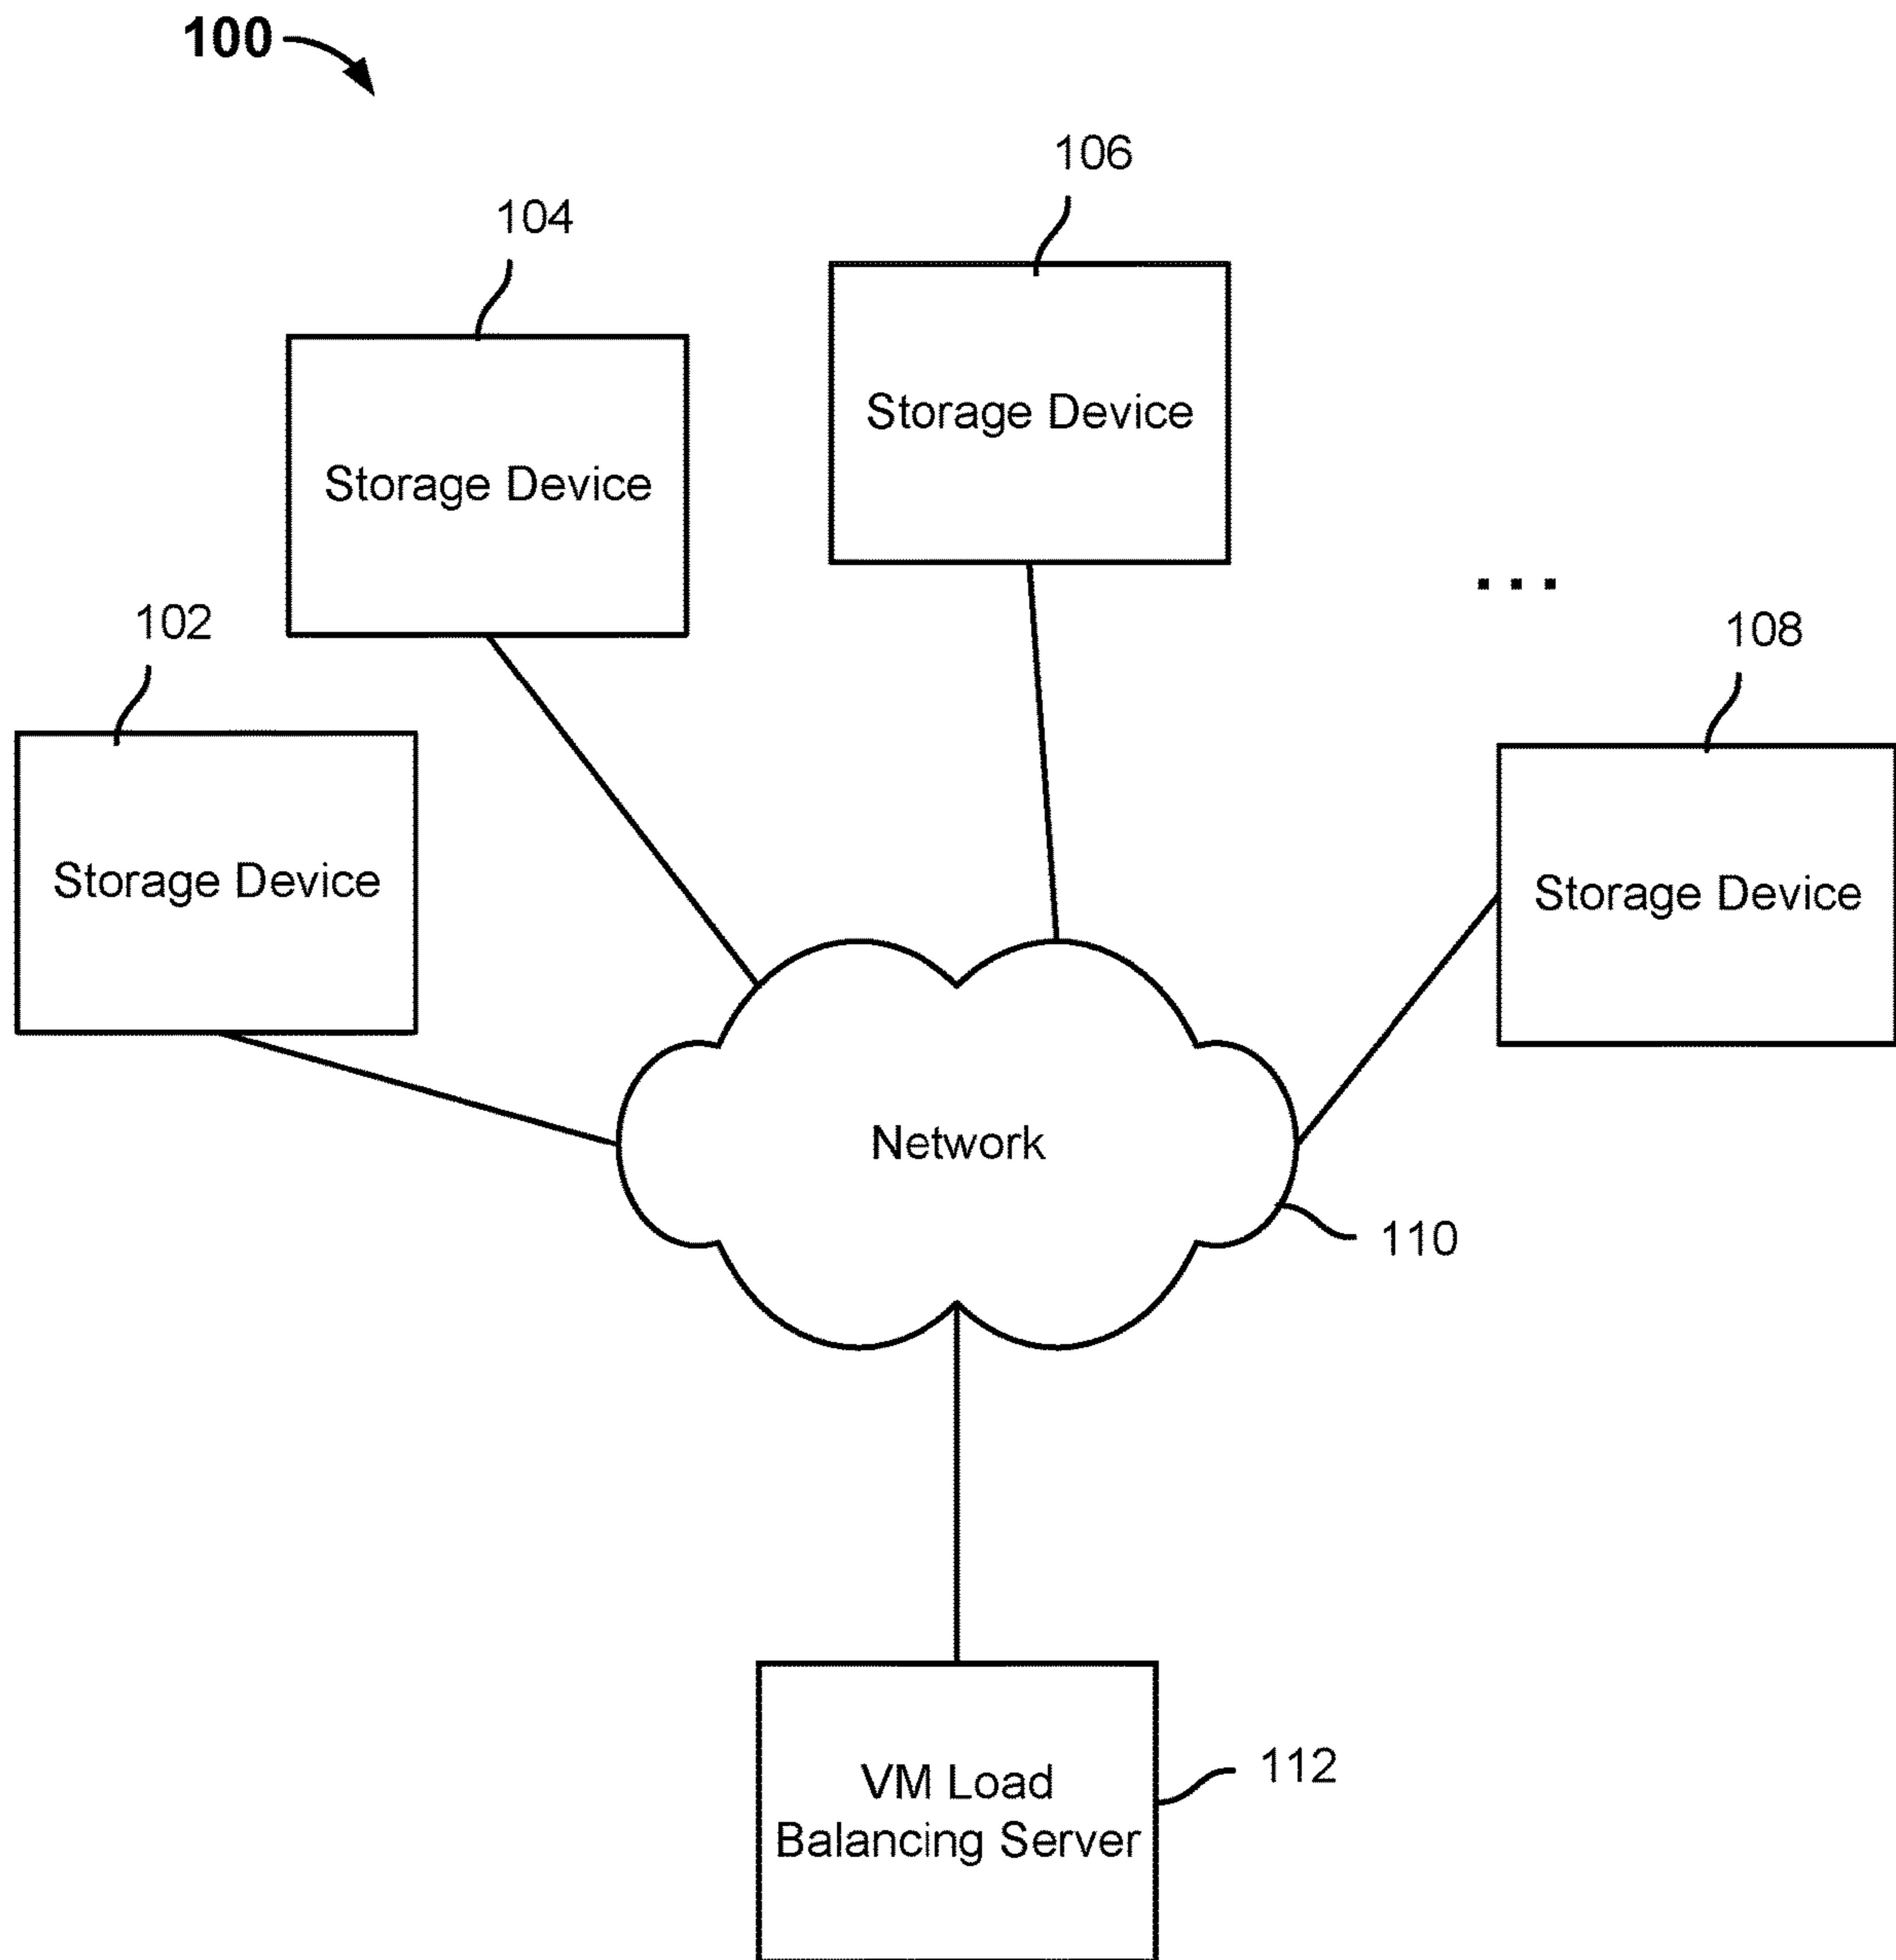 100
106
104
Storage Device
Storage Device
...
102
108
Storage Device
Storage Device
Network
110
VM Load
Balancing Server
112